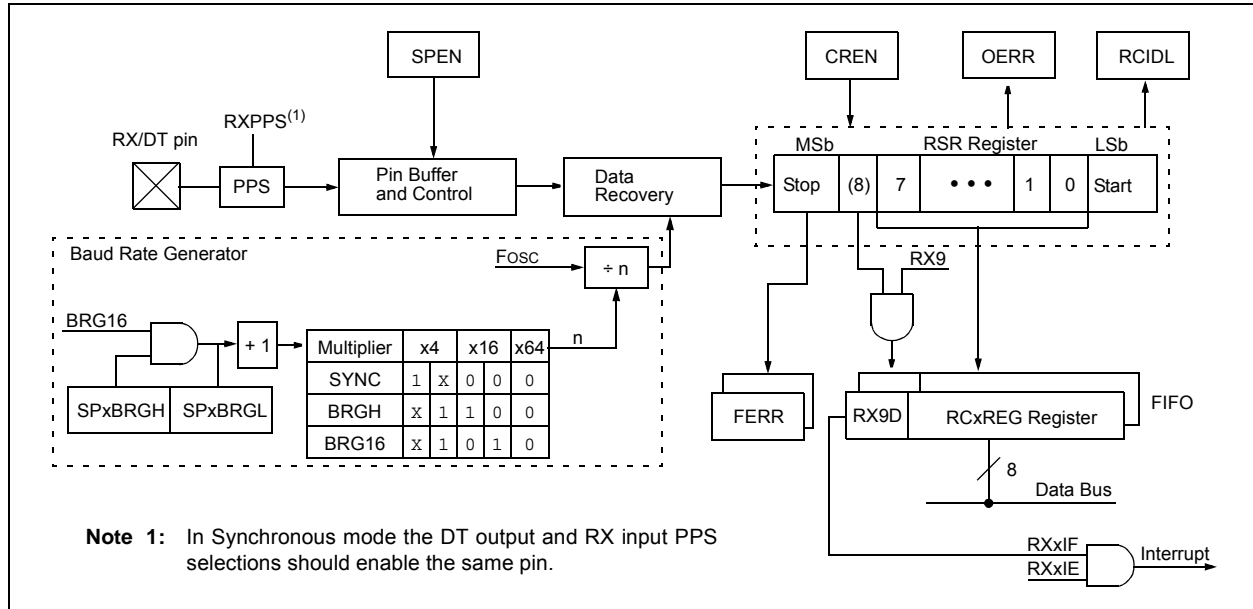 SPEN
CREN
OERR
RCIDL
RXPPS(1)
RX/DT pin
PPS
Pin Buffer
and Control
Data
Recovery
MSb
RSR Register
LSb
Stop (8) 7 • • • 1 0 Start
Baud Rate Generator
FOSC
÷ n
RX9
BRG16
+ 1
n
Multiplier x4 x16 x64
SYNC 1 X 0 0 0
BRGH X 1 1 0 0
BRG16 X 1 0 1 0
SPxBRGH SPxBRGL
FERR
RX9D
RCxREG Register
FIFO
8
Data Bus
Note 1: In Synchronous mode the DT output and RX input PPS
selections should enable the same pin.
RXxIF
RXxIE
Interrupt